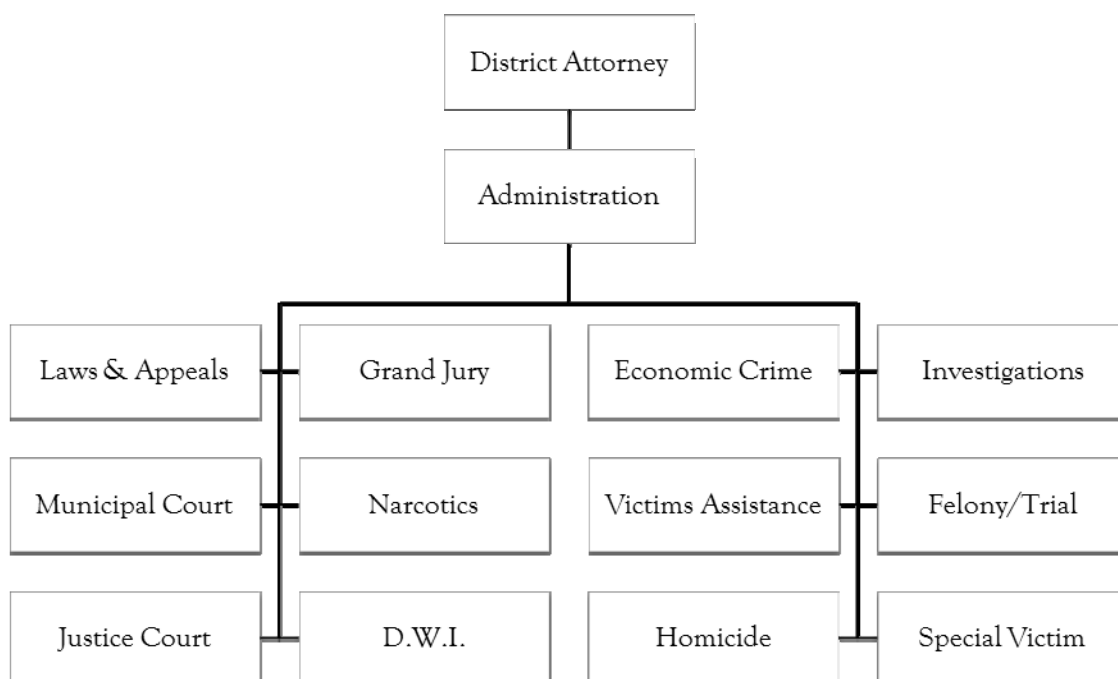 District Attorney
Administration
Laws & Appeals
Grand Jury
Economic Crime
Investigations
Municipal Court
Narcotics
Victims Assistance
Felony/Trial
Justice Court
D.W.I.
Homicide
Special Victim